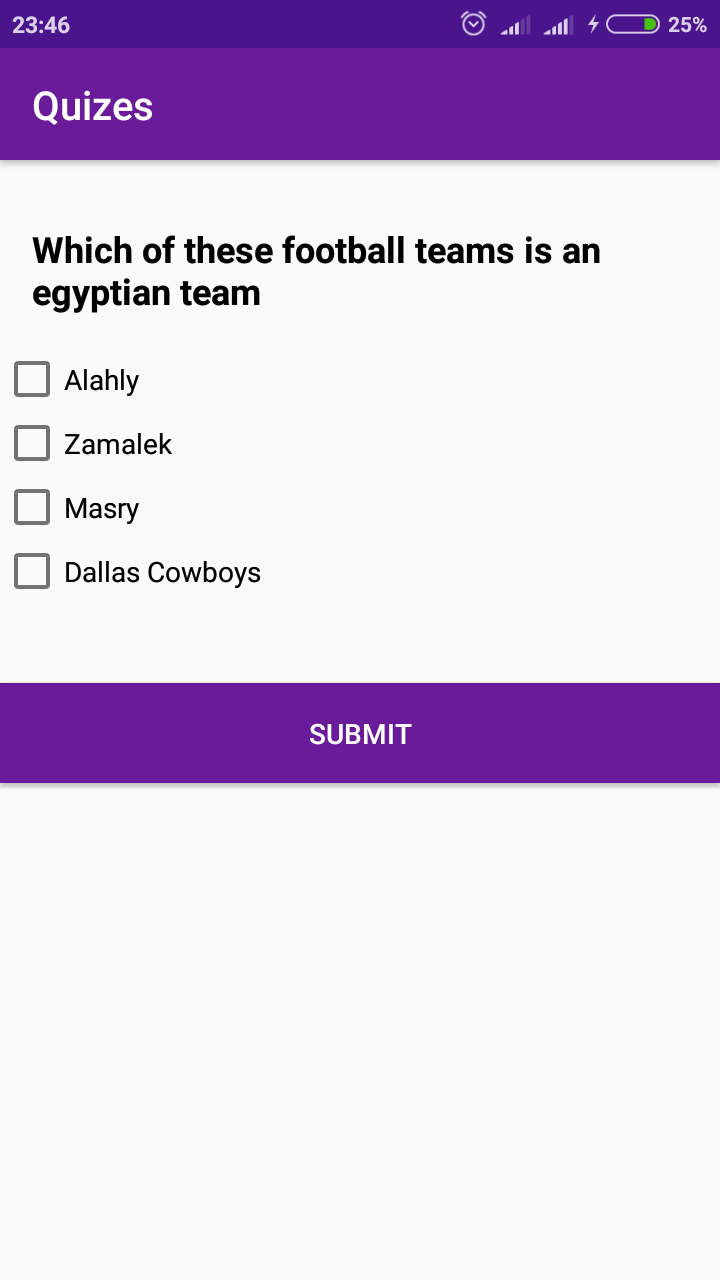 23:46 25%
Quizes
Which of these football teams is an
egyptian team
Alahly
Zamalek
Masry
Dallas Cowboys
SUBMIT